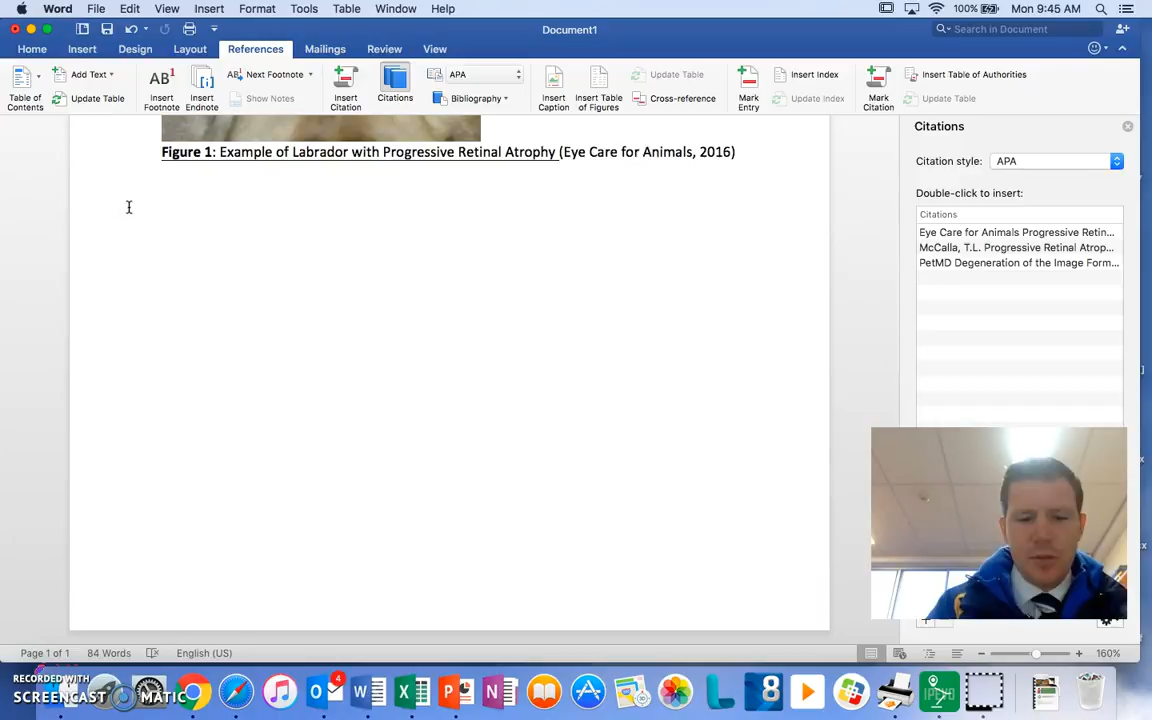 Word File Edit View Insert Format Tools Table Window Help 100% Mon 9:45 AM
Document1 Search in Document
Home Insert Design Layout References Mailings Review View
Table of Contents Add Text Update Table AB1 Insert Footnote Insert Endnote Next Footnote Show Notes Insert Citation Citations APA Bibliography Insert Caption Insert Table of Figures Update Table Cross-reference Mark Entry Insert Index Update Index Mark Citation Insert Table of Authorities Update Table
Citations
Figure 1: Example of Labrador with Progressive Retinal Atrophy (Eye Care for Animals, 2016)
Citation style: APA
Double-click to insert:
Citations
Eye Care for Animals Progressive Retin...
McCalla, T.L. Progressive Retinal Atrop...
PetMD Degeneration of the Image Form...
Page 1 of 1 84 Words English (US) 160%
RECORDED WITH
SCREENCAST MATIC
4
8
IPEVO